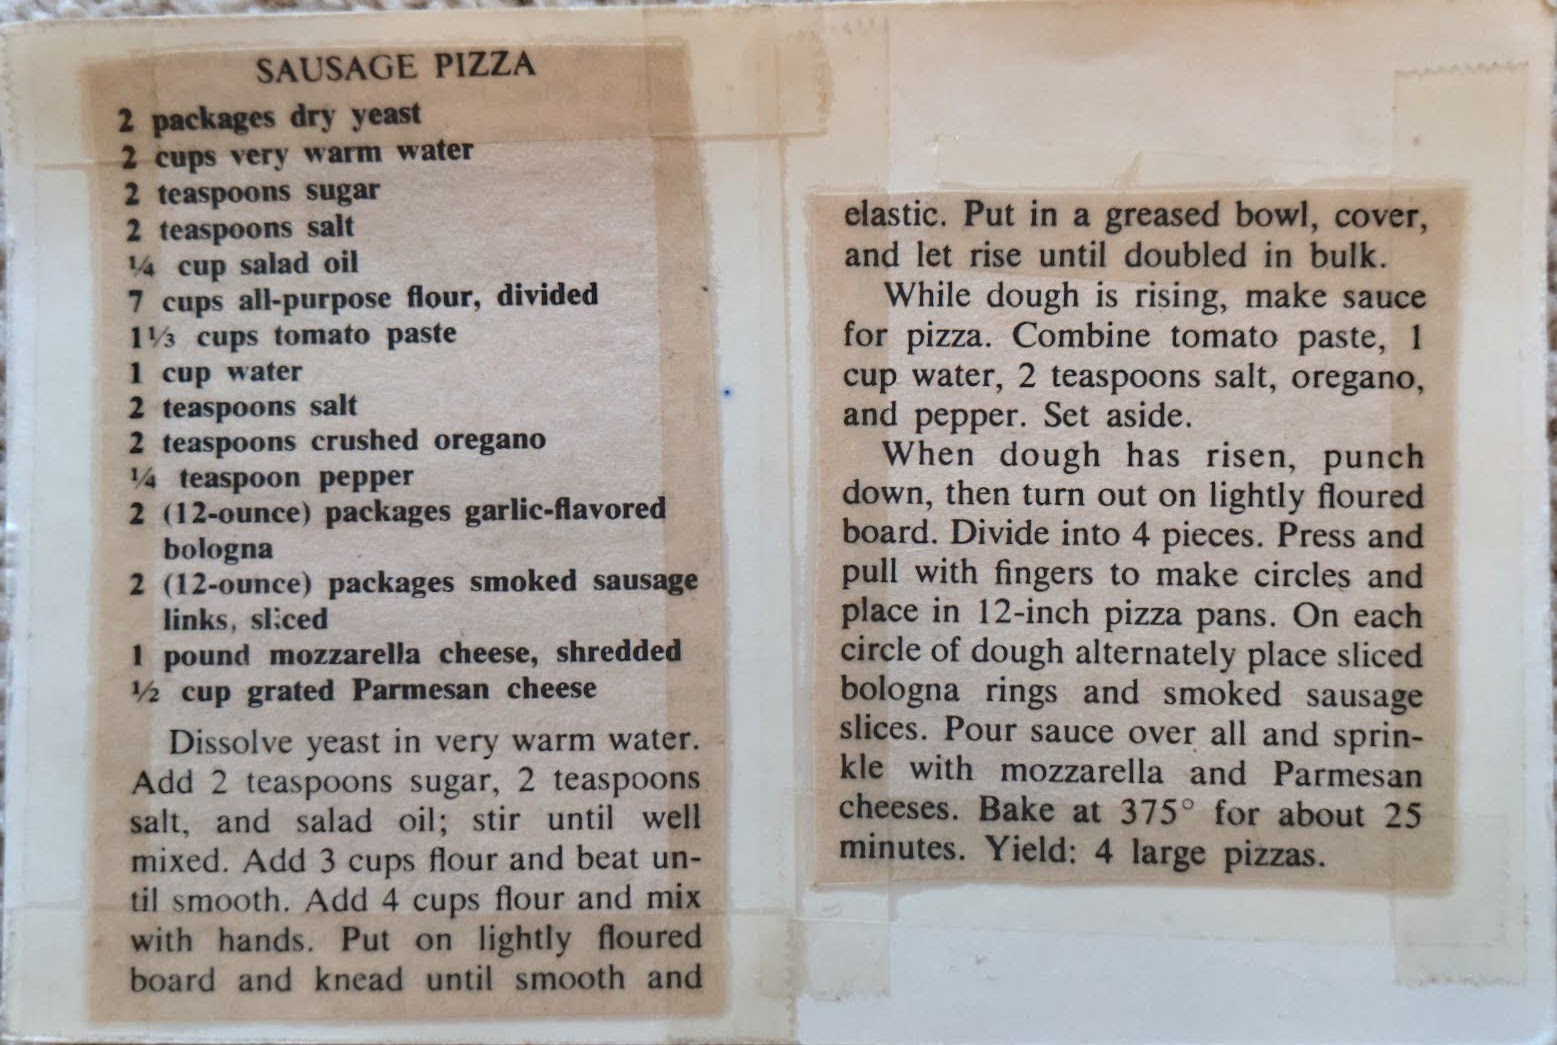 SAUSAGE PIZZA
2 packages dry yeast
2 cups very warm water
2 teaspoons sugar
2 teaspoons salt
¼ cup salad oil
7 cups all-purpose flour, divided
1⅓ cups tomato paste
1 cup water
2 teaspoons salt
2 teaspoons crushed oregano
¼ teaspoon pepper
2 (12-ounce) packages garlic-flavored
bologna
2 (12-ounce) packages smoked sausage
links, sliced
1 pound mozzarella cheese, shredded
½ cup grated Parmesan cheese
Dissolve yeast in very warm water.
Add 2 teaspoons sugar, 2 teaspoons
salt, and salad oil; stir until well
mixed. Add 3 cups flour and beat un-
til smooth. Add 4 cups flour and mix
with hands. Put on lightly floured
board and knead until smooth and
elastic. Put in a greased bowl, cover,
and let rise until doubled in bulk.
While dough is rising, make sauce
for pizza. Combine tomato paste, 1
cup water, 2 teaspoons salt, oregano,
and pepper. Set aside.
When dough has risen, punch
down, then turn out on lightly floured
board. Divide into 4 pieces. Press and
pull with fingers to make circles and
place in 12-inch pizza pans. On each
circle of dough alternately place sliced
bologna rings and smoked sausage
slices. Pour sauce over all and sprin-
kle with mozzarella and Parmesan
cheeses. Bake at 375° for about 25
minutes. Yield: 4 large pizzas.